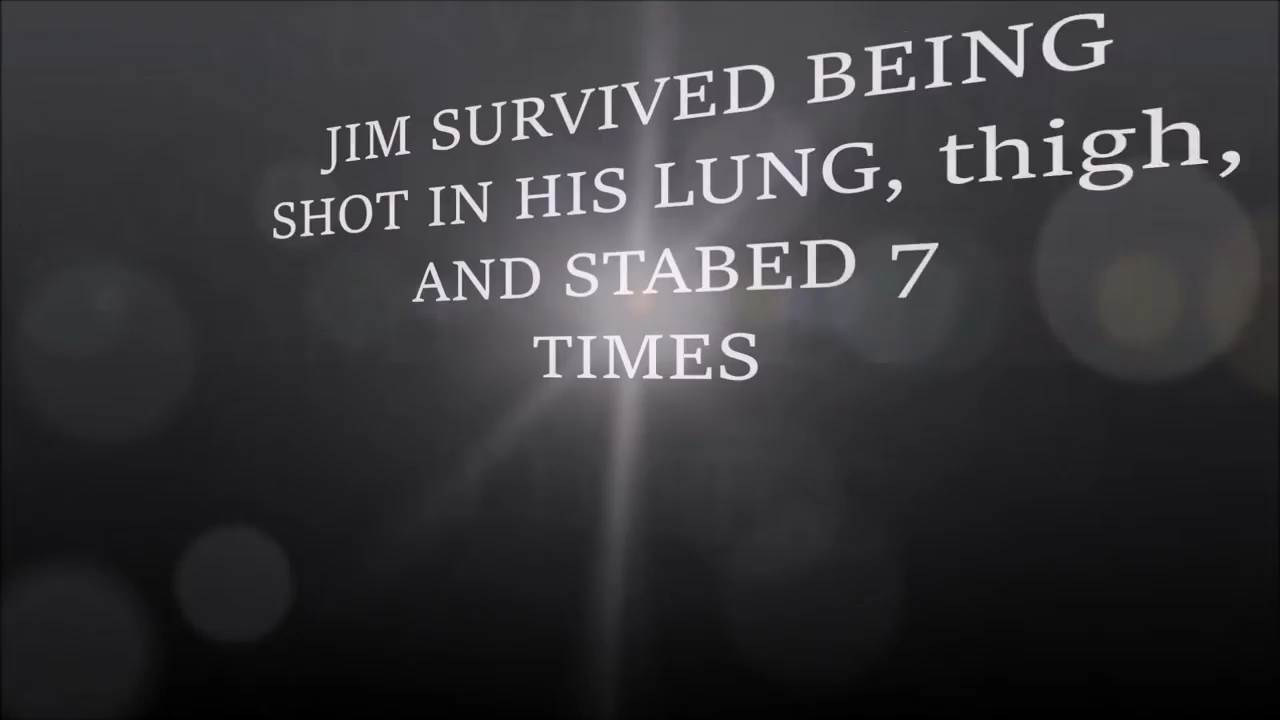 JIM SURVIVED BEING
SHOT IN HIS LUNG, thigh,
AND STABED 7
TIMES